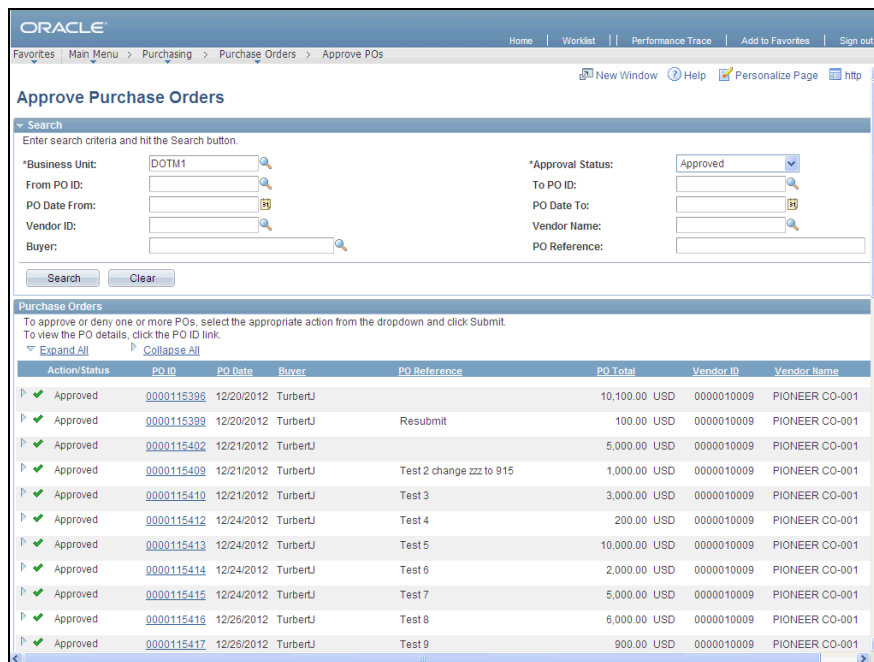 ORACLE
Home | Worklist | | Performance Trace | Add to Favorites | Sign out
Favorites Main Menu > Purchasing > Purchase Orders > Approve POs
New Window Help Personalize Page http
Approve Purchase Orders
Search
Enter search criteria and hit the Search button.
*Business Unit: DOTM1 *Approval Status: Approved
From PO ID: To PO ID:
PO Date From: 31 PO Date To: 31
Vendor ID: Vendor Name:
Buyer: PO Reference:
Search Clear
Purchase Orders
To approve or deny one or more POs, select the appropriate action from the dropdown and click Submit.
To view the PO details, click the PO ID link.
Expand All Collapse All
Action/Status PO ID PO Date Buyer PO Reference PO Total Vendor ID Vendor Name
Approved 0000115396 12/20/2012 TurbertJ 10,100.00 USD 0000010009 PIONEER CO-001
Approved 0000115399 12/20/2012 TurbertJ Resubmit 100.00 USD 0000010009 PIONEER CO-001
Approved 0000115402 12/21/2012 TurbertJ 5,000.00 USD 0000010009 PIONEER CO-001
Approved 0000115409 12/21/2012 TurbertJ Test 2 change zzz to 915 1,000.00 USD 0000010009 PIONEER CO-001
Approved 0000115410 12/21/2012 TurbertJ Test 3 3,000.00 USD 0000010009 PIONEER CO-001
Approved 0000115412 12/24/2012 TurbertJ Test 4 200.00 USD 0000010009 PIONEER CO-001
Approved 0000115413 12/24/2012 TurbertJ Test 5 10,000.00 USD 0000010009 PIONEER CO-001
Approved 0000115414 12/24/2012 TurbertJ Test 6 2,000.00 USD 0000010009 PIONEER CO-001
Approved 0000115415 12/24/2012 TurbertJ Test 7 5,000.00 USD 0000010009 PIONEER CO-001
Approved 0000115416 12/26/2012 TurbertJ Test 8 6,000.00 USD 0000010009 PIONEER CO-001
Approved 0000115417 12/26/2012 TurbertJ Test 9 900.00 USD 0000010009 PIONEER CO-001